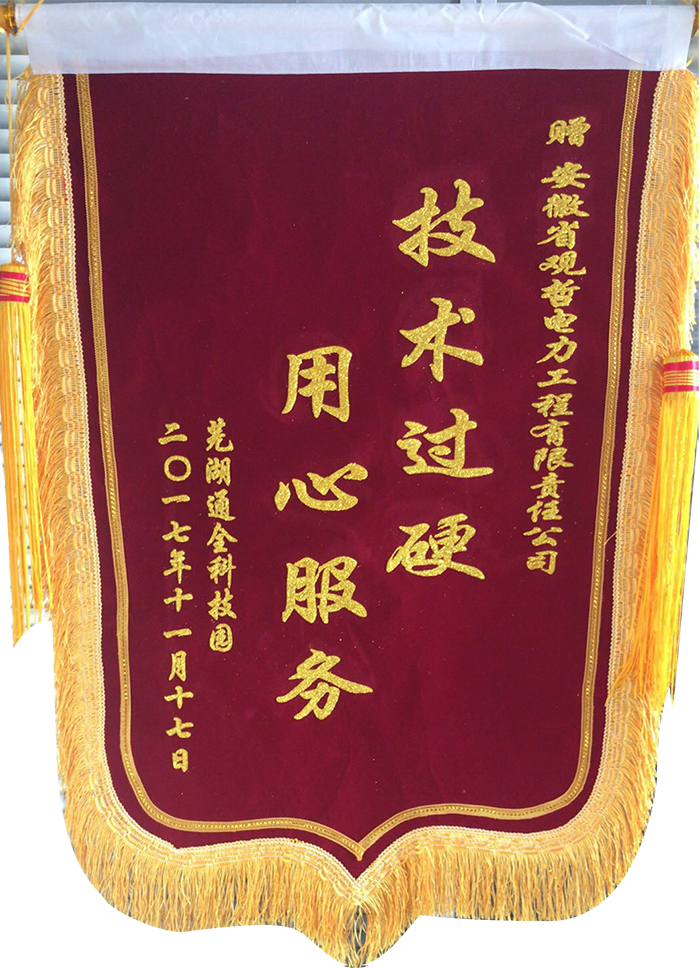 赠 安徽省观哲电力工程有限责任公司
技术过硬
用心服务
芜湖通全科技园
二〇一七年十一月十七日